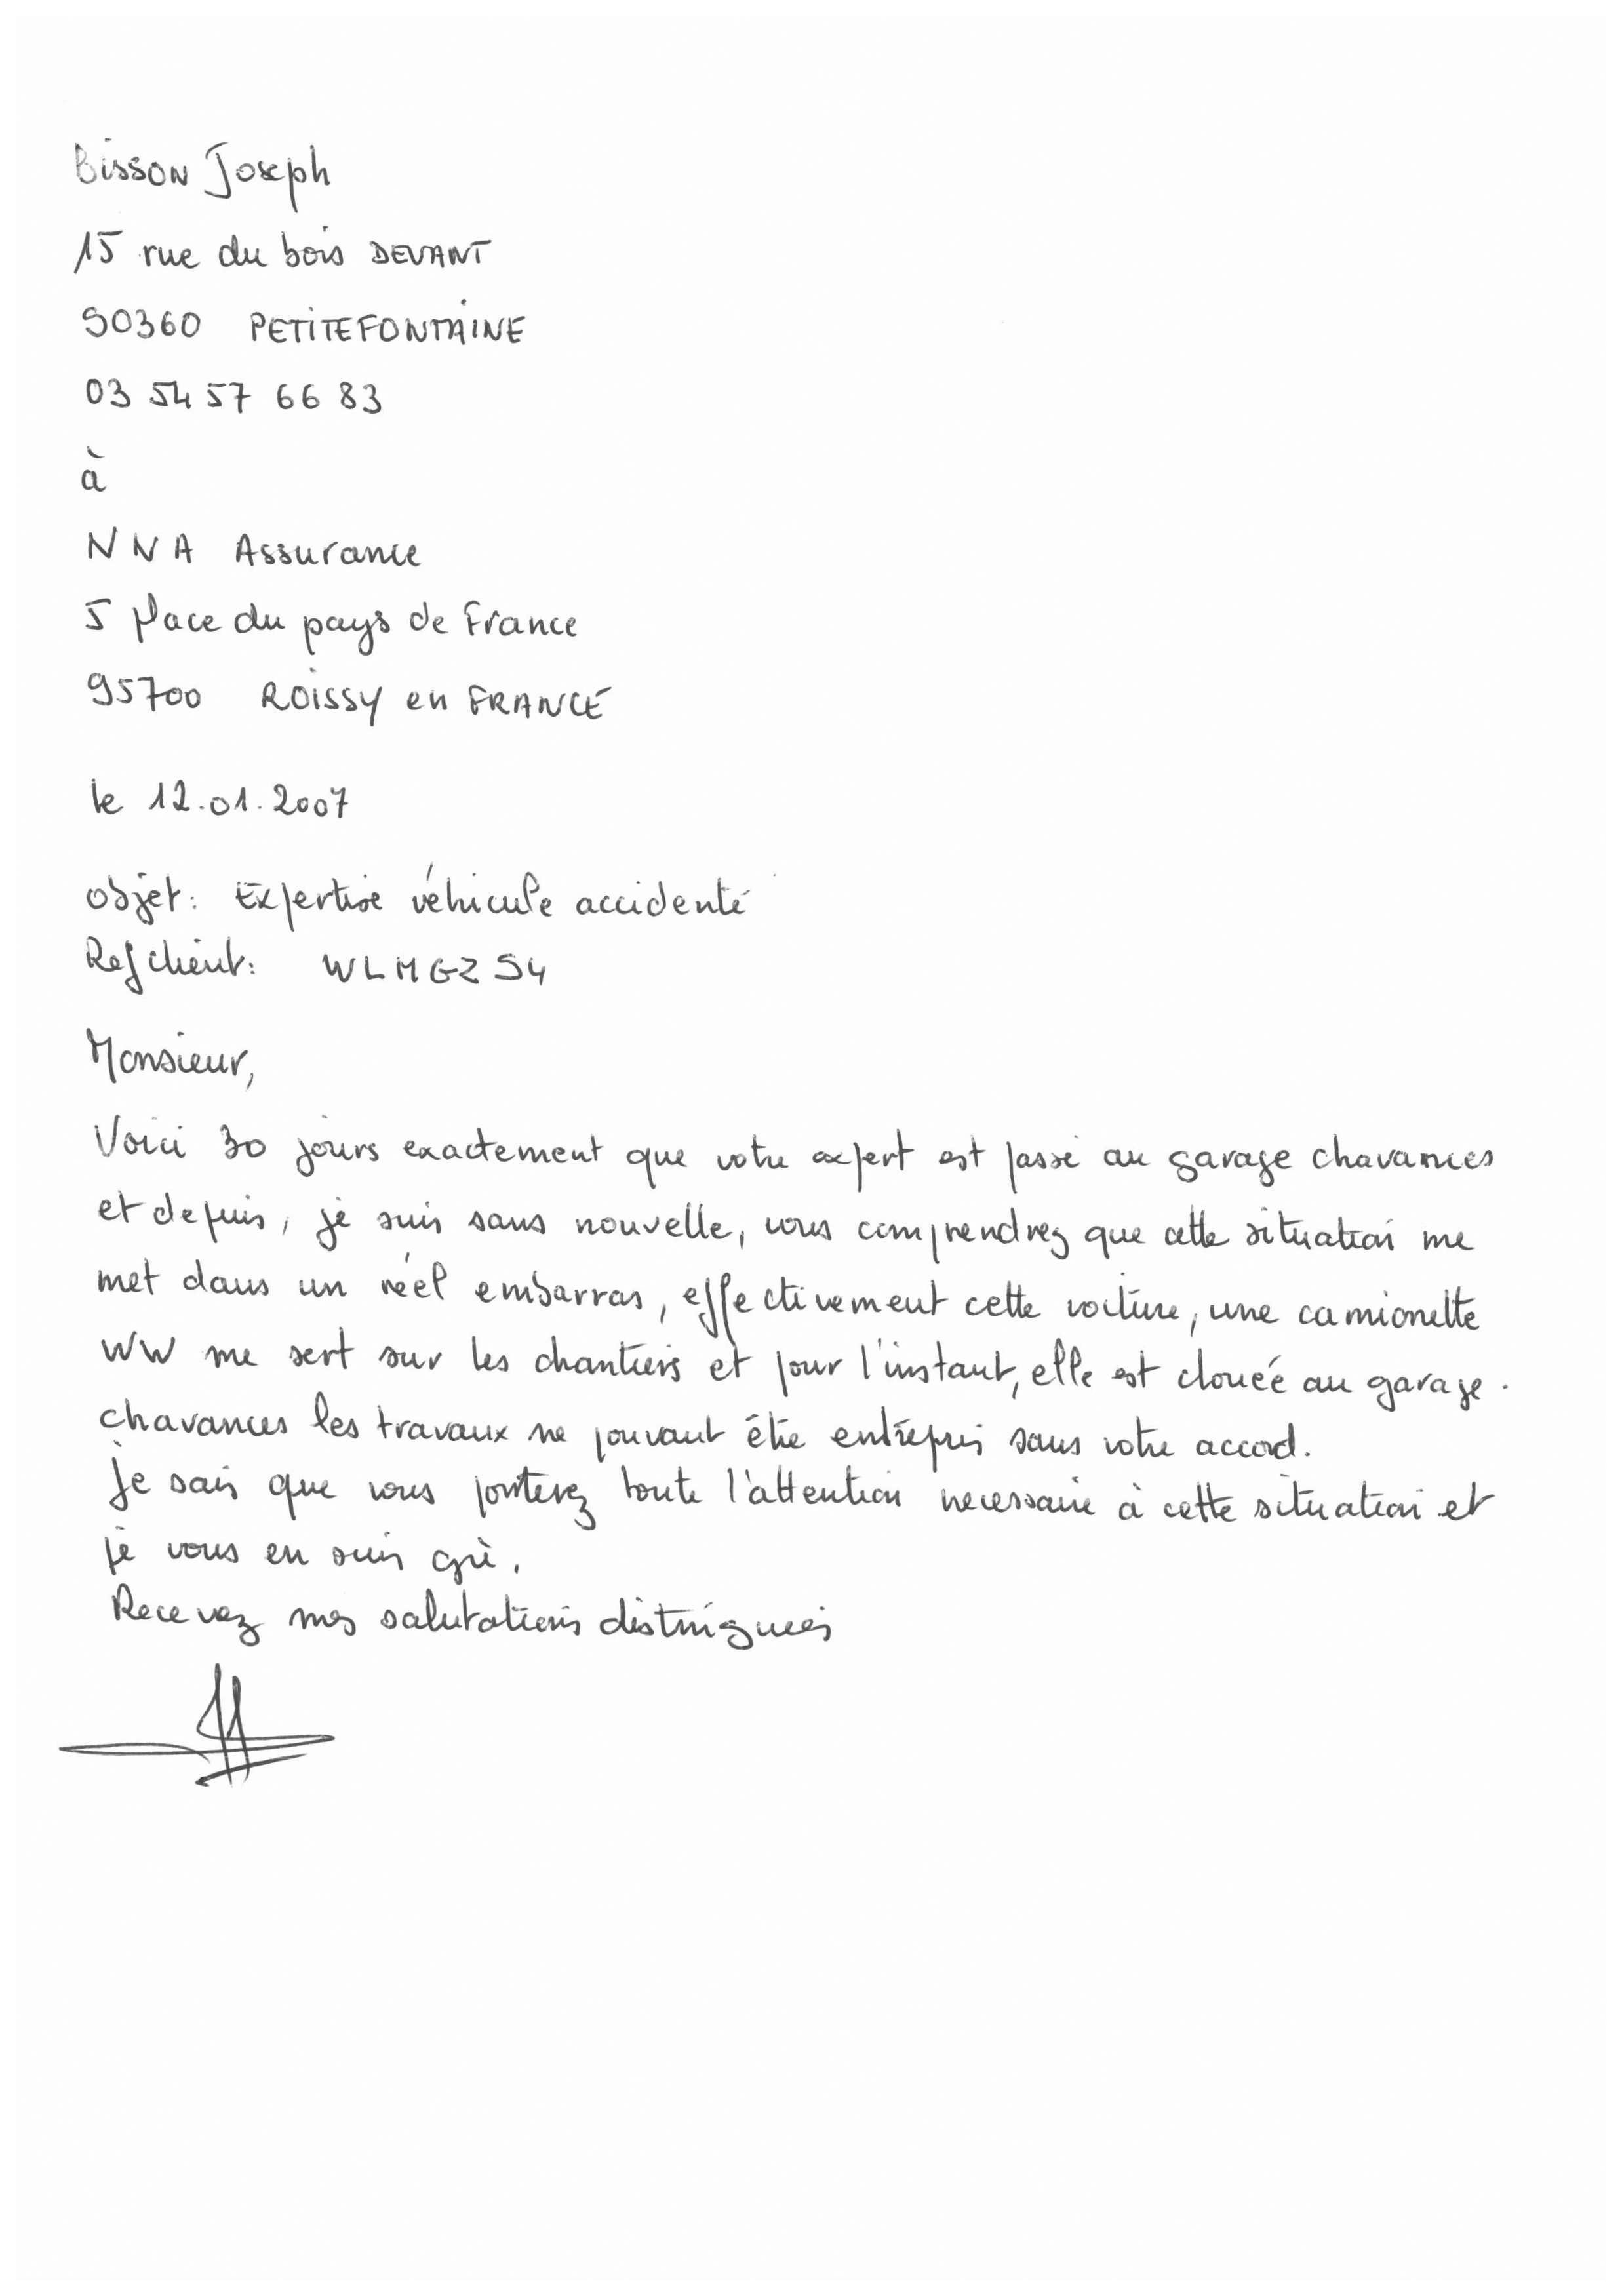 Bisson Joseph
15 rue du bois DEVANT
90360 PETITEFONTAINE
03 54 57 66 83
à
NNA Assurance
5 place du pays de France
95700 ROISSY en FRANCE
le 12.01.2007
objet: Expertise véhicule accidenté
Ref client: WLMGZ94
Monsieur,
Voici 30 jours exactement que votre expert est passé au garage chavannes
et depuis, je suis sans nouvelle, vous comprendrez que cette situation me
met dans un réel embarras, effectivement cette voiture, une camionette
WW me sert sur les chantiers et pour l'instant, elle est clouée au garage.
chavannes les travaux ne pouvant être entrepris sans votre accord.
Je sais que vous porterez toute l'attention necessaire à cette situation et
je vous en suis gré.
Recevez mes salutations distinguées